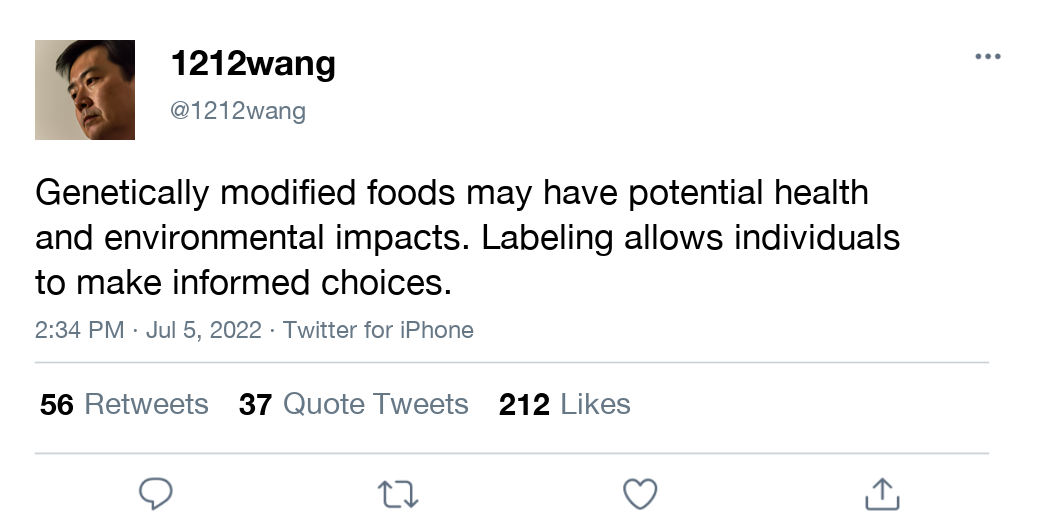 1212wang
@1212wang
Genetically modified foods may have potential health
and environmental impacts. Labeling allows individuals
to make informed choices.
2:34 PM · Jul 5, 2022 · Twitter for iPhone
56 Retweets 37 Quote Tweets 212 Likes